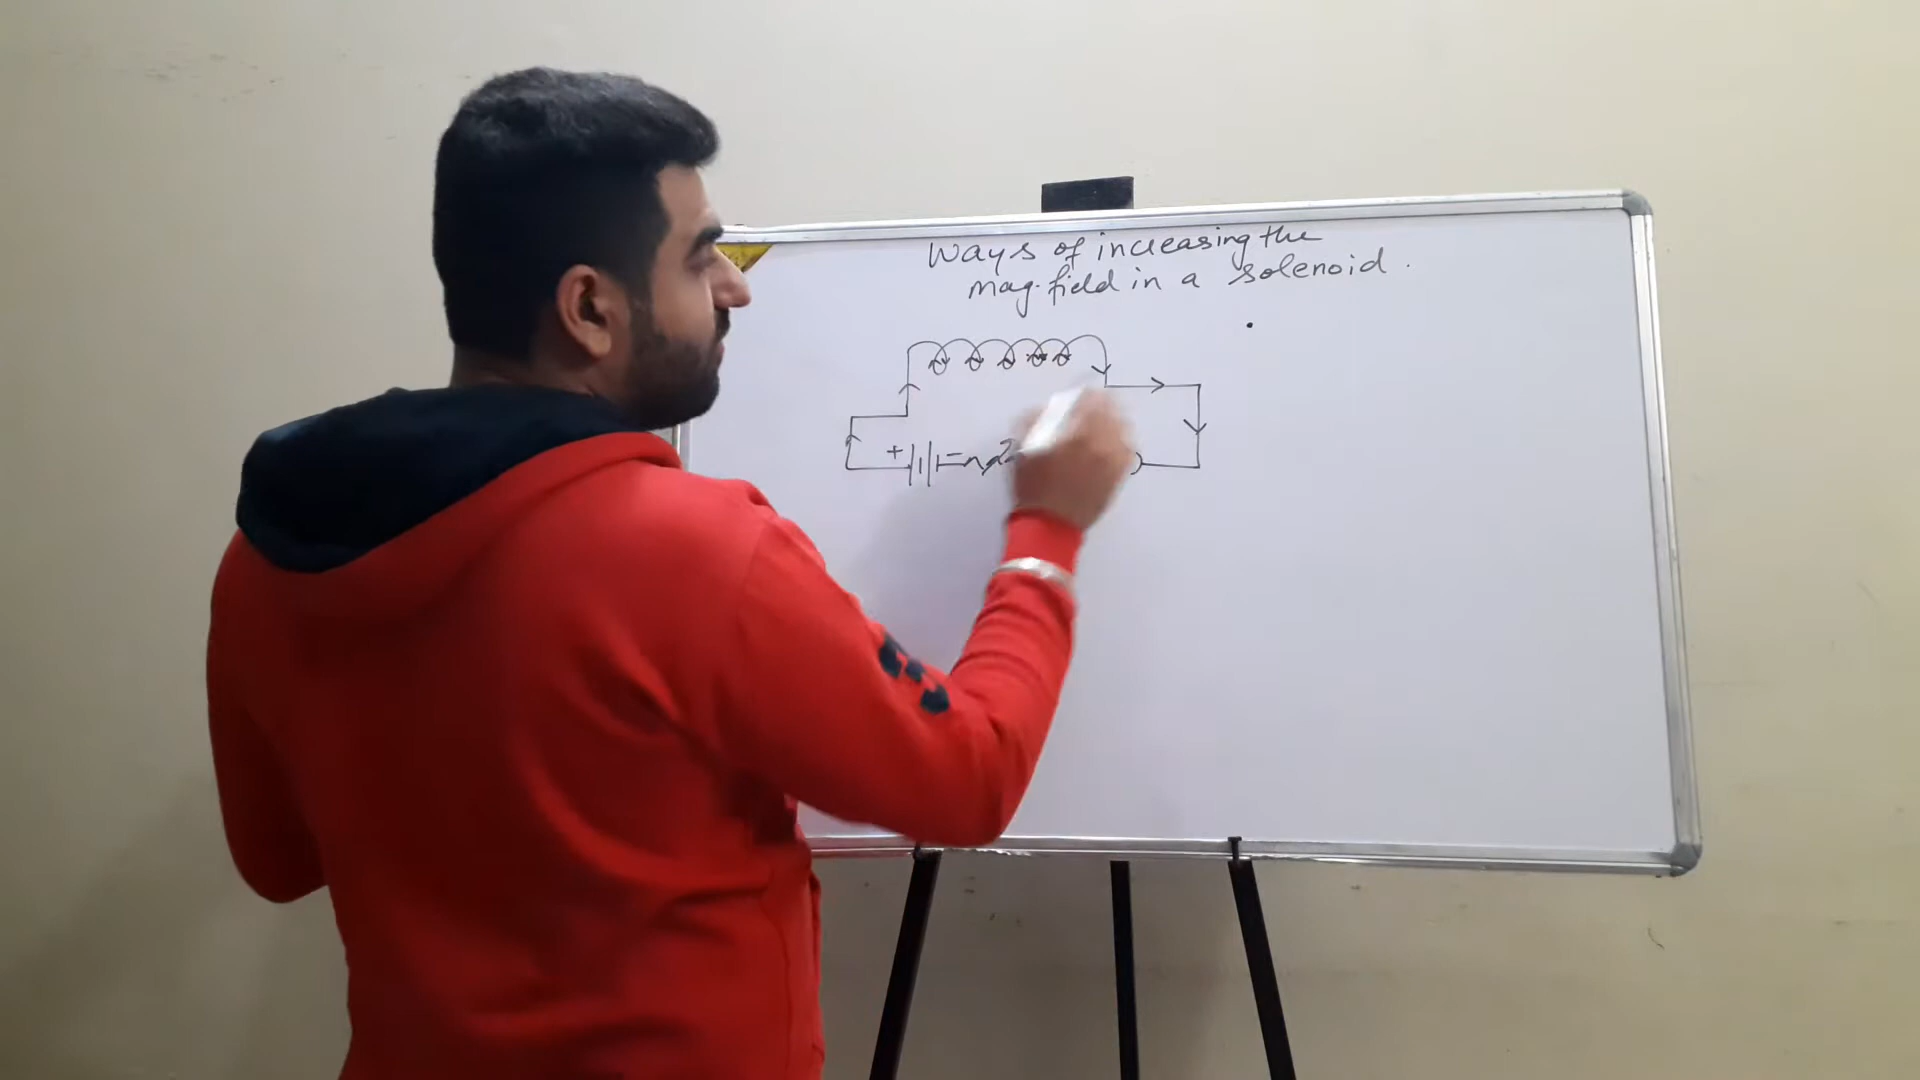 Ways of increasing the
mag. field in a solenoid.
+ -